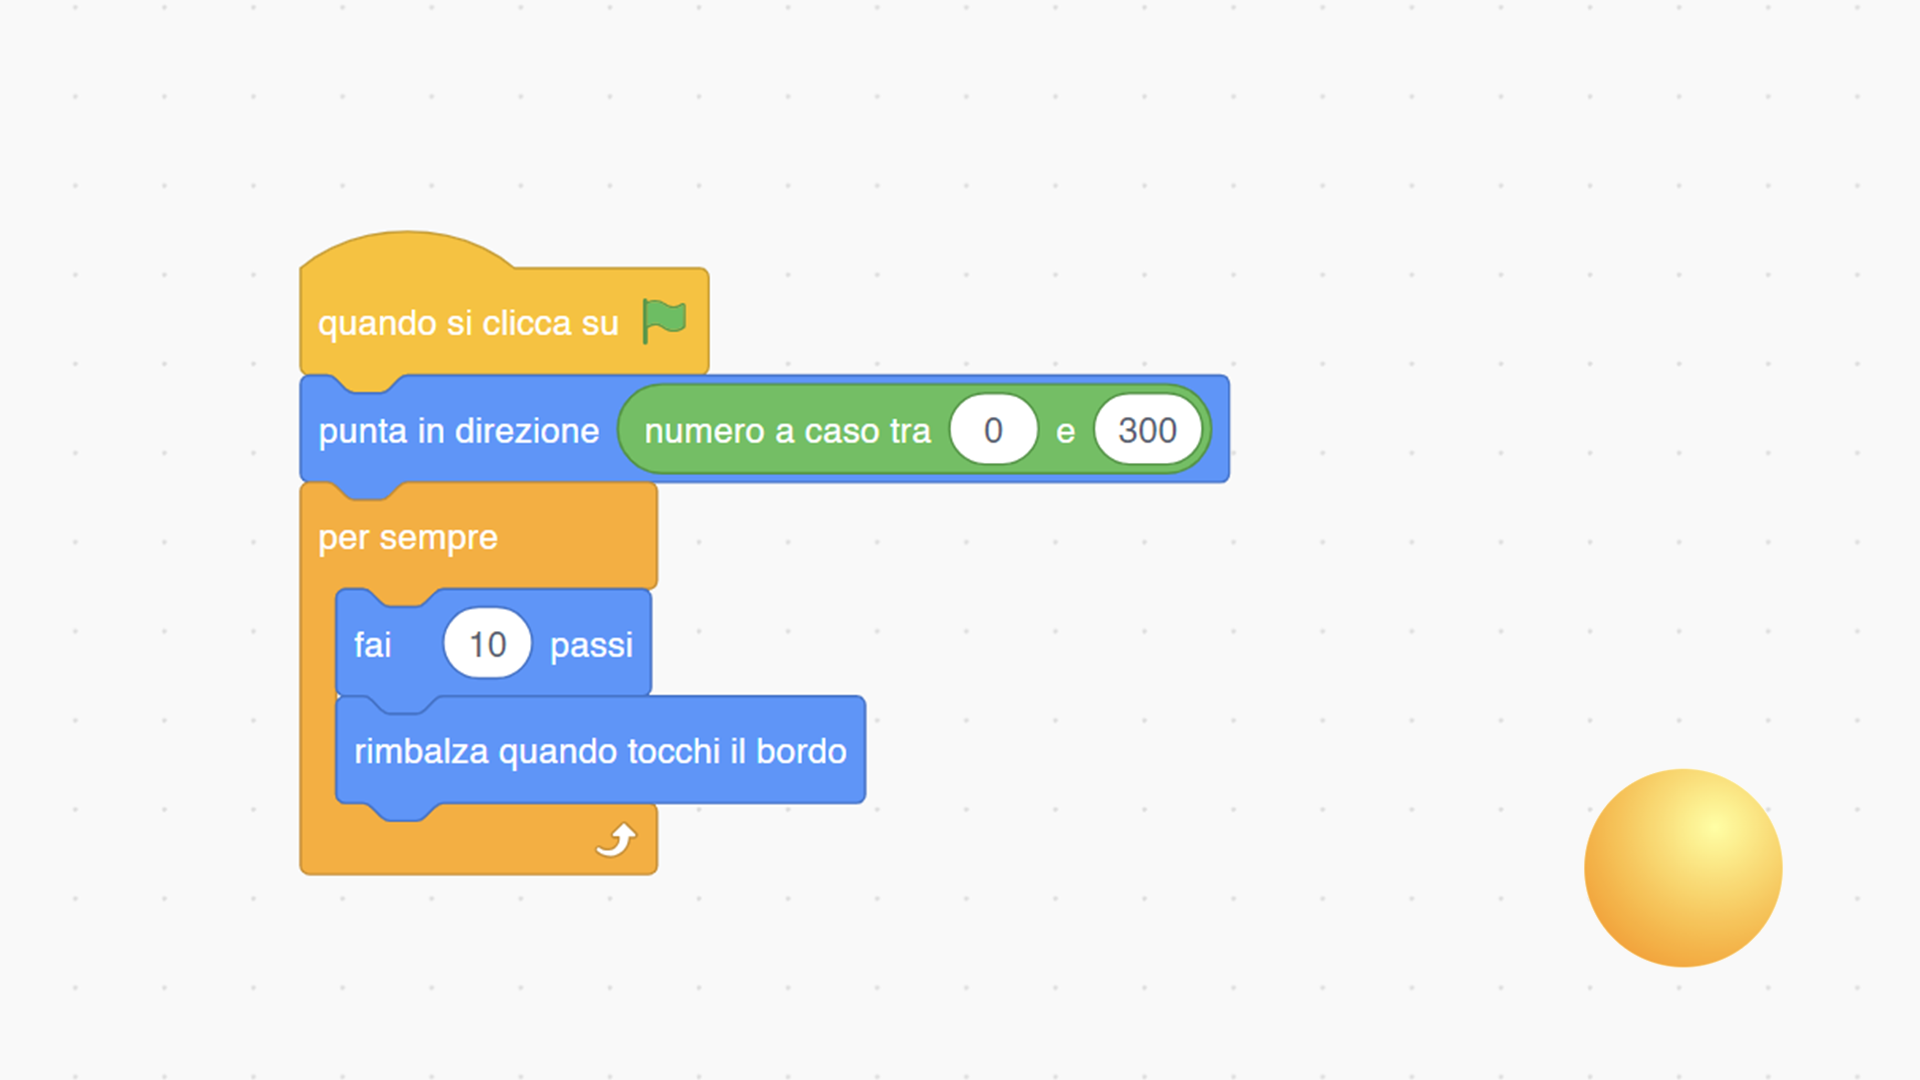 quando si clicca su
punta in direzione numero a caso tra 0 e 300
per sempre
fai 10 passi
rimbalza quando tocchi il bordo